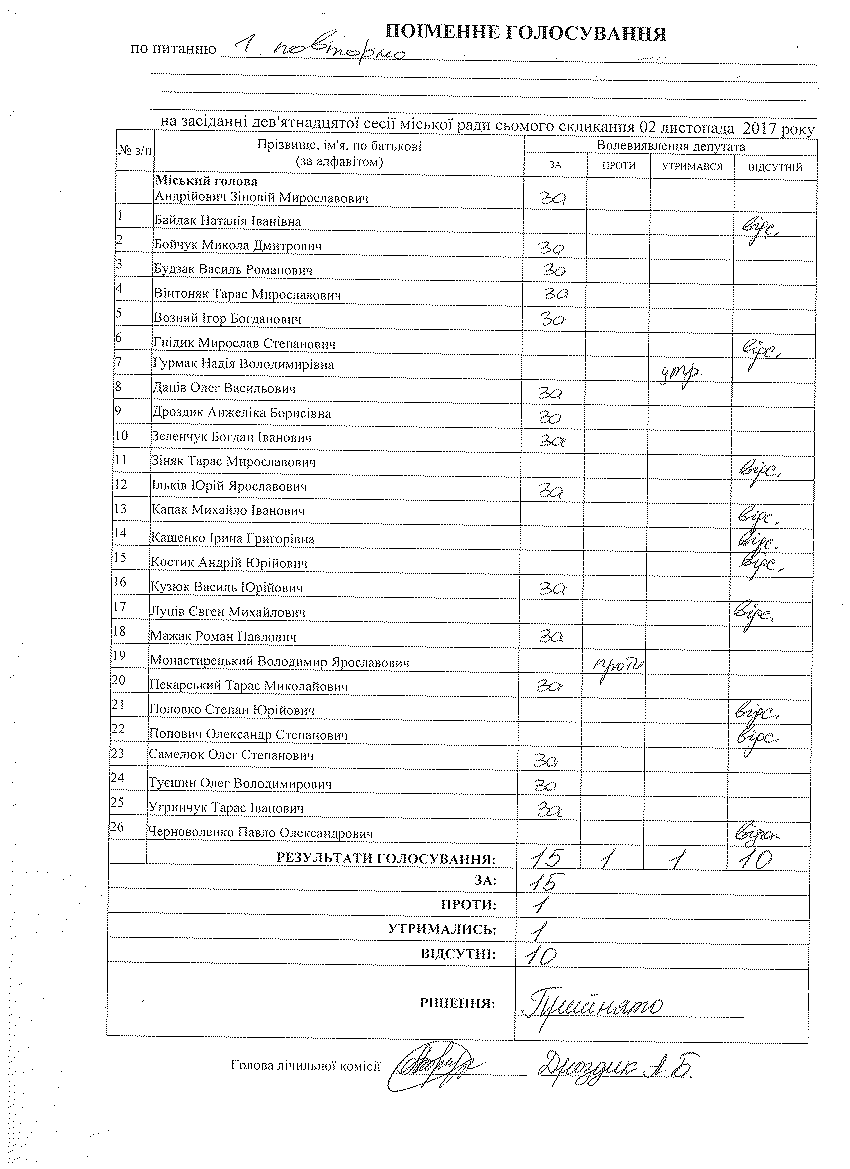 ПОІМЕННЕ ГОЛОСУВАННЯ
по питанню 1 повторно
на засіданні дев'ятнадцятої сесії міської ради сьомого скликання 02 листопада 2017 року
№ з/п Прізвище, ім'я, по батькові (за алфавітом) Волевиявлення депутата
ЗА ПРОТИ УТРИМАВСЯ ВІДСУТНІЙ
Міський голова
Андрійович Зіновій Мирославович за
1 Байдак Наталія Іванівна відс.
2 Бойчук Микола Дмитрович за
3 Будзак Василь Романович за
4 Вінтоняк Тарас Мирославович за
5 Возний Ігор Богданович за
6 Гнідик Мирослав Степанович відс.
7 Гурмак Надія Володимирівна утр.
8 Даців Олег Васильович за
9 Дроздик Анжеліка Борисівна за
10 Зеленчук Богдан Іванович за
11 Зіняк Тарас Мирославович відс.
12 Ільків Юрій Ярославович за
13 Капак Михайло Іванович відс.
14 Кащенко Ірина Григорівна відс.
15 Костик Андрій Юрійович відс.
16 Кузюк Василь Юрійович за
17 Луців Євген Михайлович відс.
18 Мажак Роман Павлович за
19 Монастирецький Володимир Ярославович проти
20 Пекарський Тарас Миколайович за
21 Поповко Степан Юрійович відс.
22 Попович Олександр Степанович відс.
23 Самелюк Олег Степанович за
24 Туєшин Олег Володимирович за
25 Угринчук Тарас Іванович за
26 Черноволенко Павло Олександрович
РЕЗУЛЬТАТИ ГОЛОСУВАННЯ: 15 1 1 10
ЗА: 15
ПРОТИ: 1
УТРИМАЛИСЬ: 1
ВІДСУТНІ: 10
РІШЕННЯ: Прийнято
Голова лічильної комісії Дроздик А.Б.